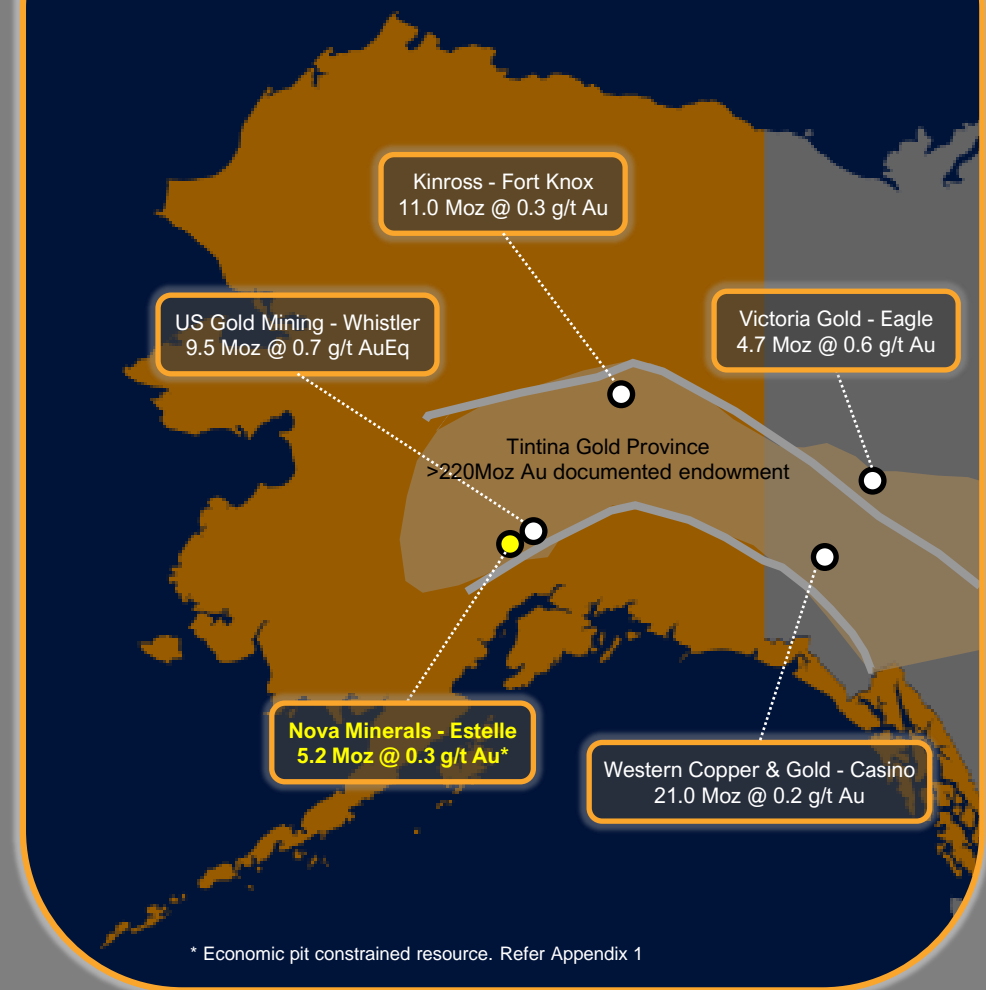 Kinross - Fort Knox
11.0 Moz @ 0.3 g/t Au
US Gold Mining - Whistler
9.5 Moz @ 0.7 g/t AuEq
Victoria Gold - Eagle
4.7 Moz @ 0.6 g/t Au
Tintina Gold Province
>220Moz Au documented endowment
Nova Minerals - Estelle
5.2 Moz @ 0.3 g/t Au*
Western Copper & Gold - Casino
21.0 Moz @ 0.2 g/t Au
* Economic pit constrained resource. Refer Appendix 1